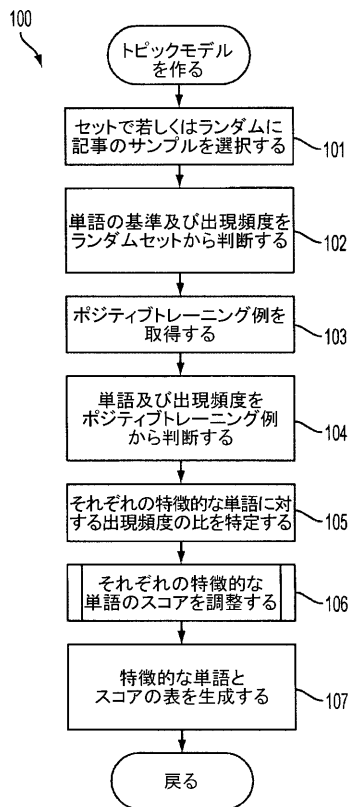 100
トピックモデル
を作る
セットで若しくはランダムに
記事のサンプルを選択する
101
単語の基準及び出現頻度を
ランダムセットから判断する
102
ポジティブトレーニング例を
取得する
103
単語及び出現頻度を
ポジティブトレーニング例
から判断する
104
それぞれの特徴的な単語に対
する出現頻度の比を特定する
105
それぞれの特徴的な
単語のスコアを調整する
106
特徴的な単語と
スコアの表を生成する
107
戻る